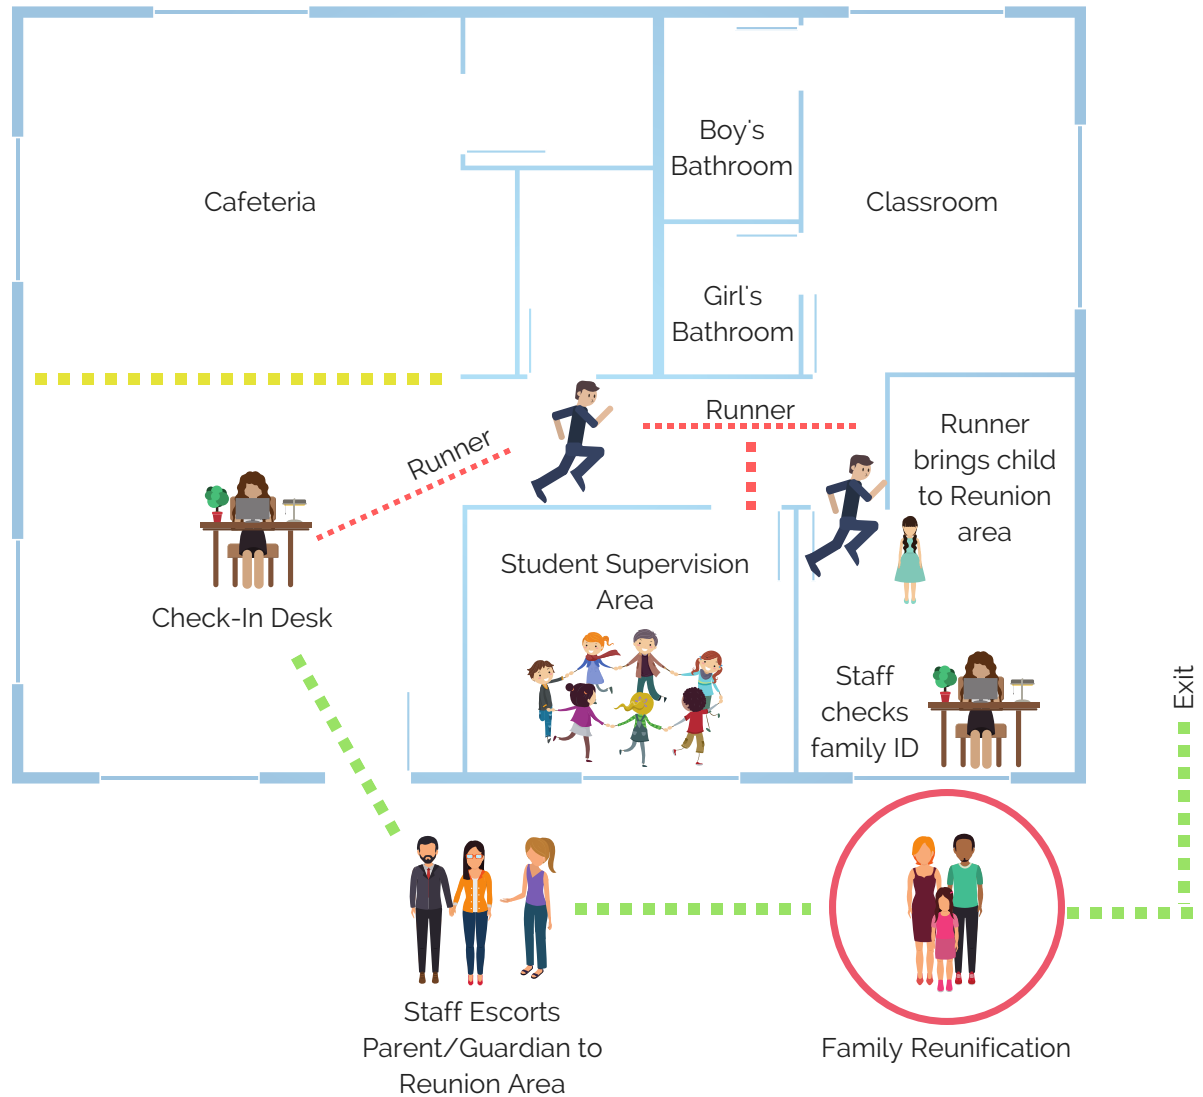 Boy's
Bathroom
Cafeteria
Classroom
Girl's
Bathroom
Runner
Runner
Runner
brings child
to Reunion
area
Student Supervision
Area
Check-In Desk
Staff
checks
family ID
Exit
Staff Escorts
Parent/Guardian to
Reunion Area
Family Reunification